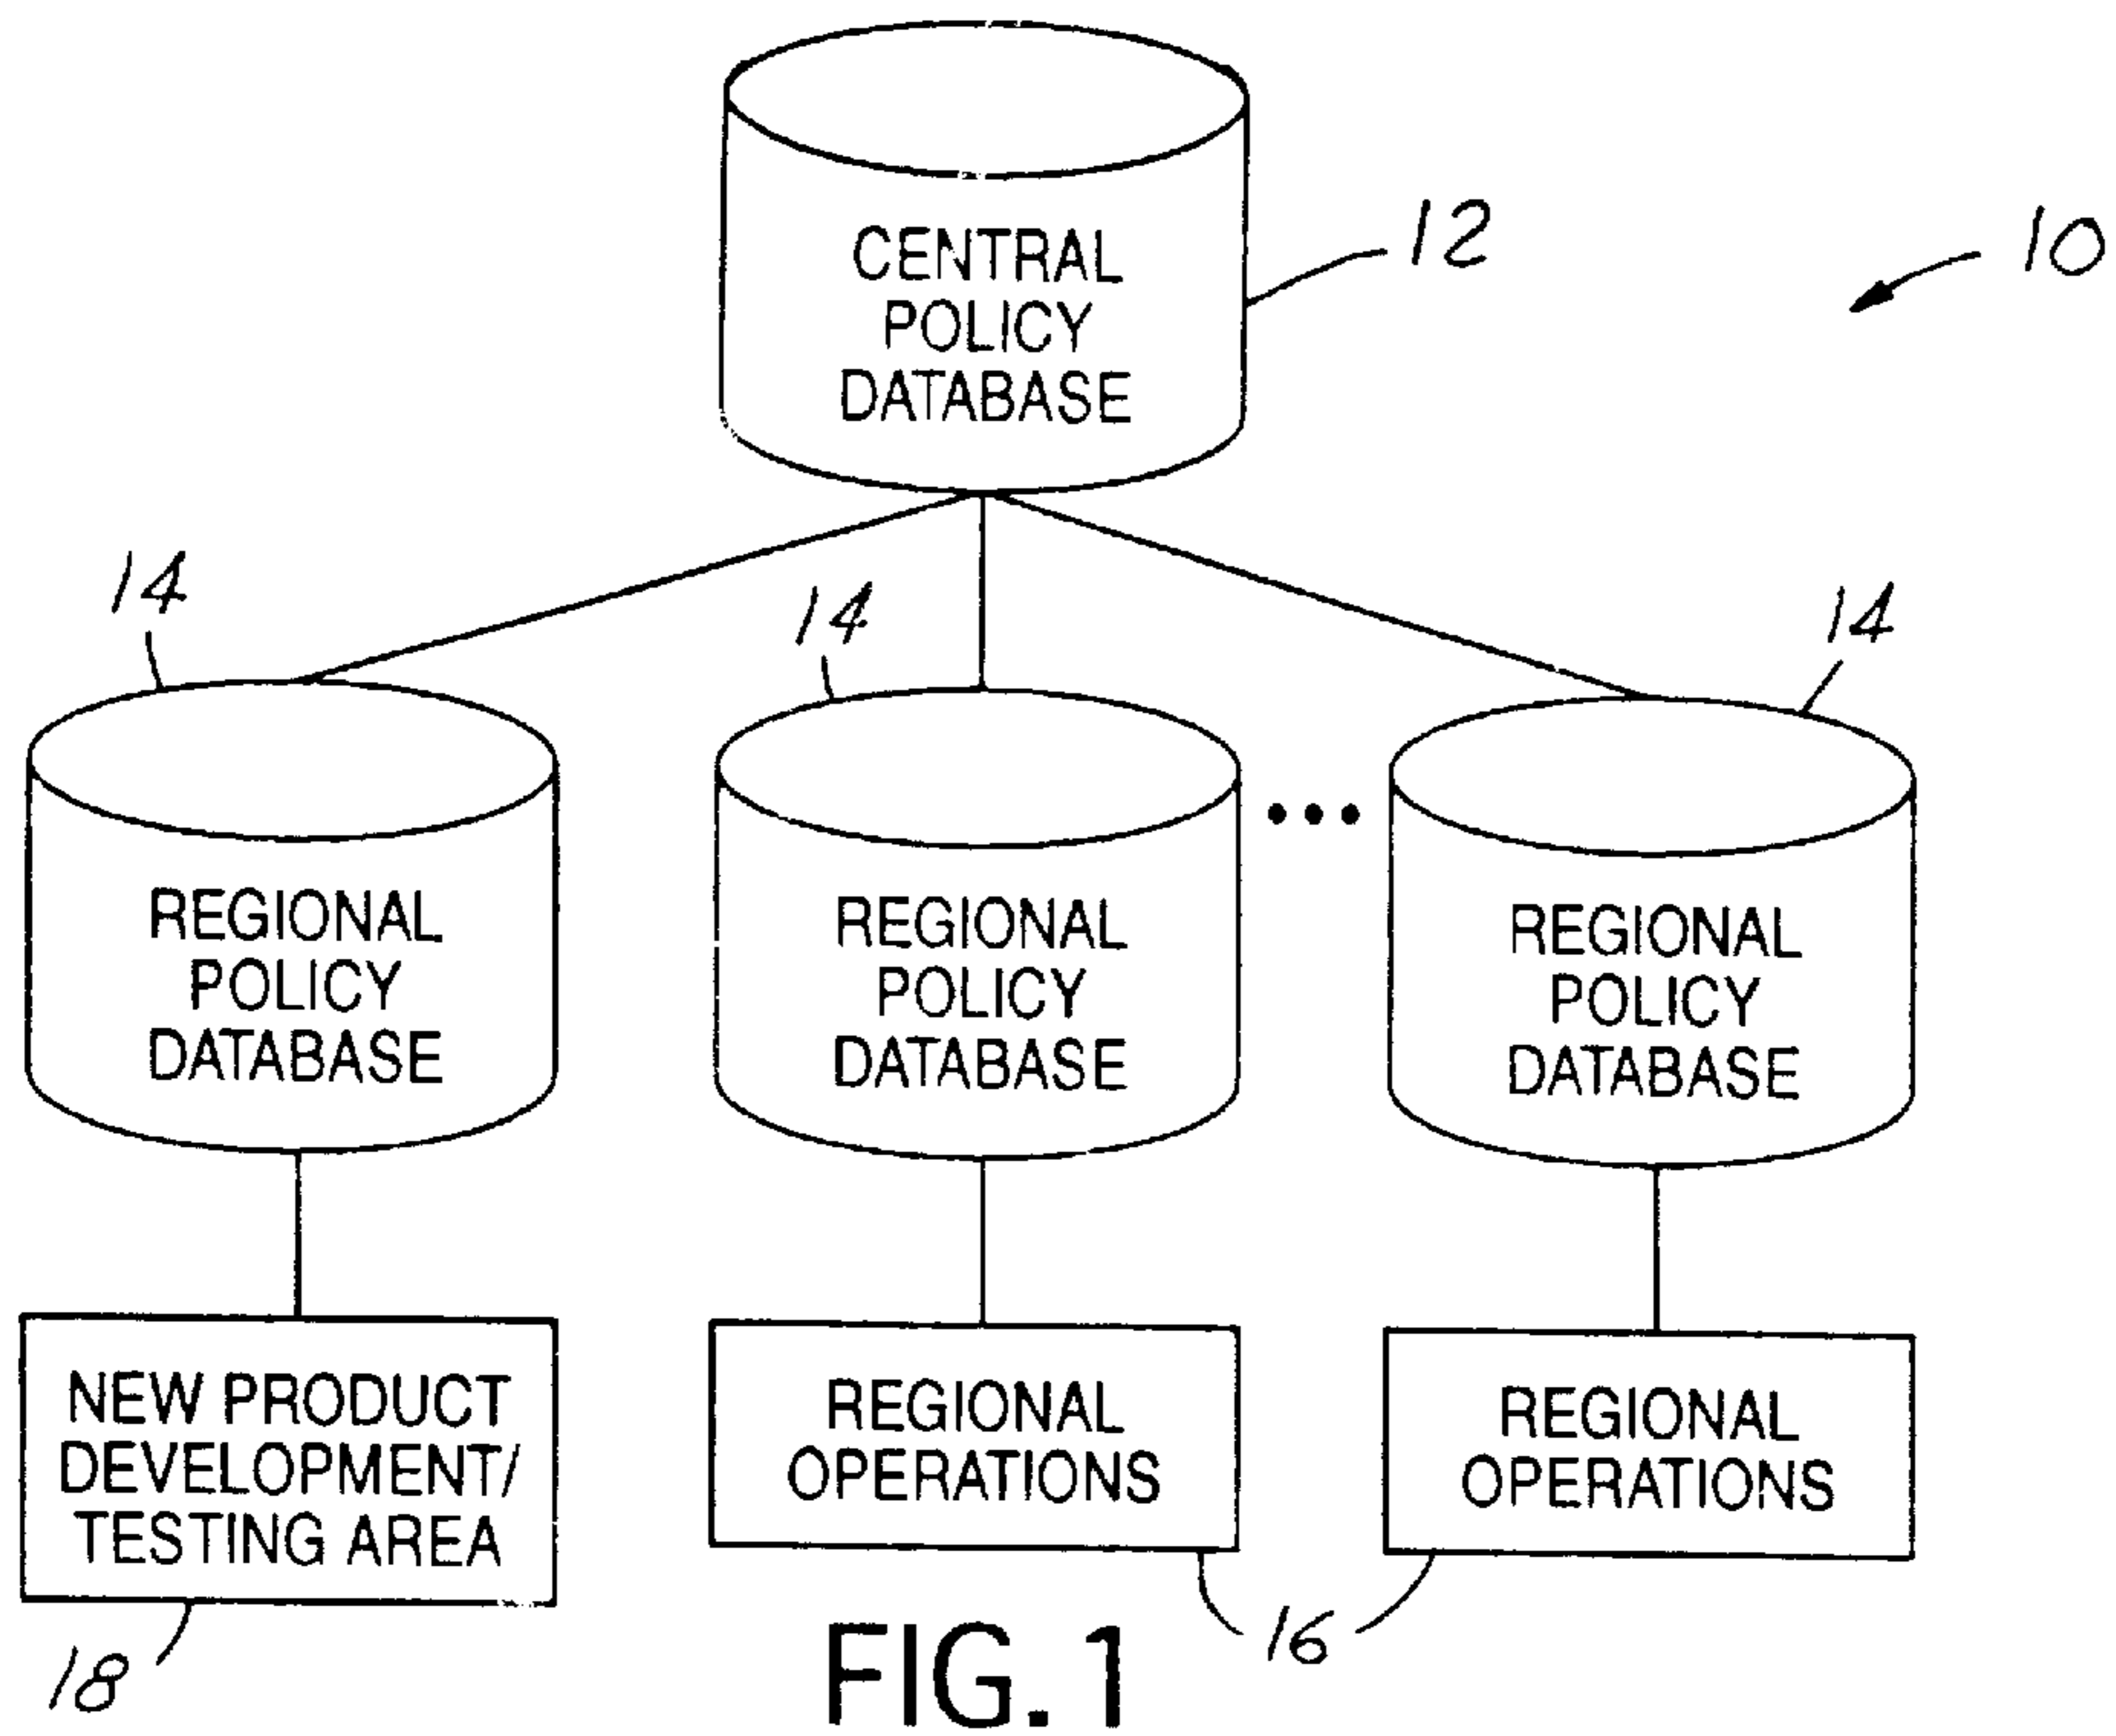 CENTRAL
POLICY
DATABASE
12
10
14
14
14
REGIONAL
POLICY
DATABASE
REGIONAL
POLICY
DATABASE
•••
REGIONAL
POLICY
DATABASE
NEW PRODUCT
DEVELOPMENT/
TESTING AREA
REGIONAL
OPERATIONS
REGIONAL
OPERATIONS
18
16
FIG. 1